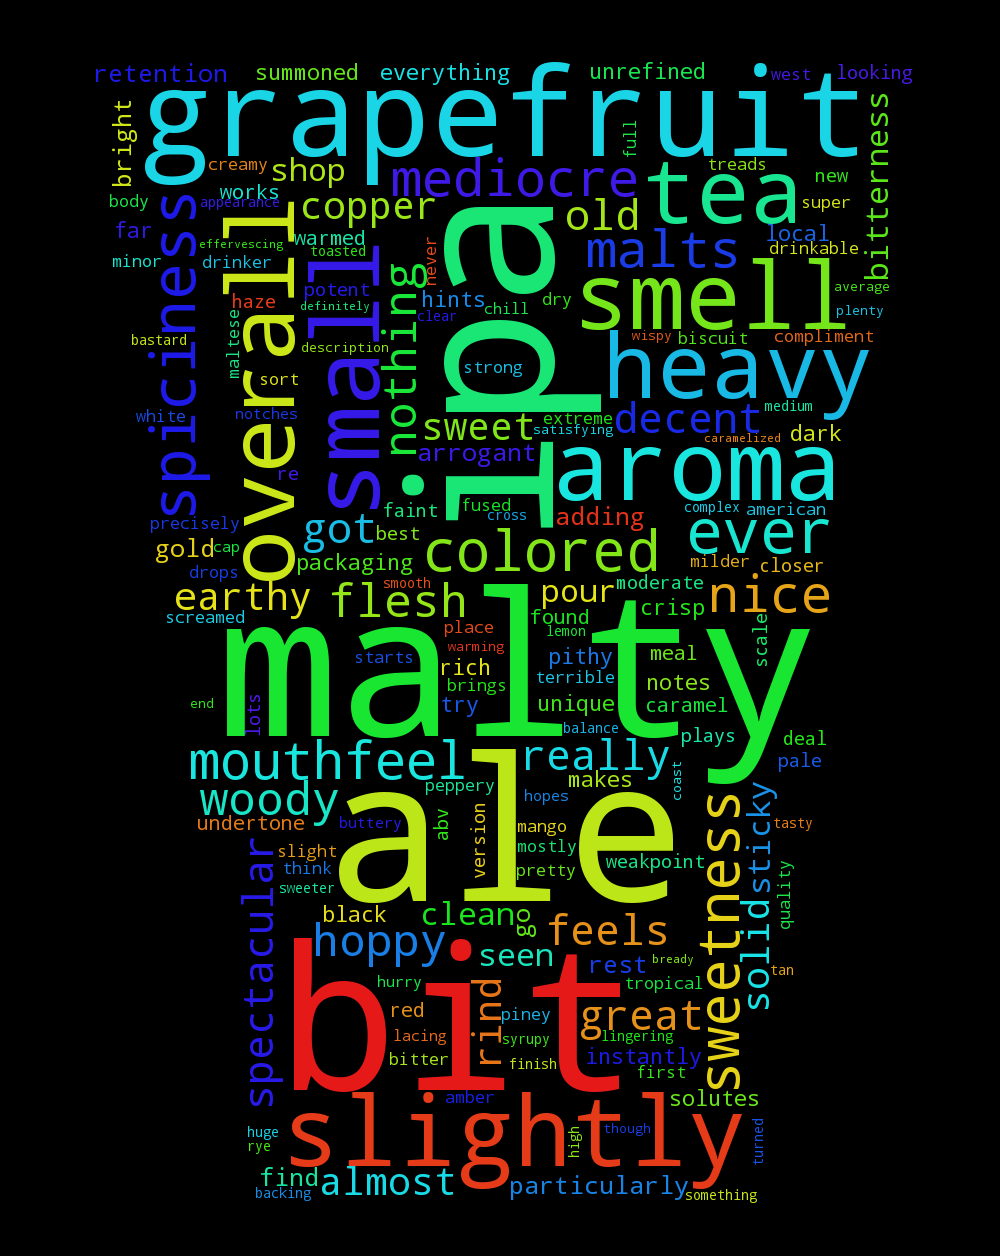 retention summoned everything unrefined west looking
grapefruit
bright creamy shop mediocre full treads new bitterness
body works appearance copper tea super
far effervescing warmed toasted old local
minor drinker potent never malts drinkable
spiciness overall small nothing ipa smell average
haze definitely hints chill dry plenty
maltese clear
bastard description wispy biscuit compliment
sort strong heavy
white notches sweet extreme decent medium
satisfying caramelized dark
re arrogant aroma
faint fused cross complex american
precisely got best adding ever
gold cap packaging colored milder closer
drops smooth moderate nice
earthy flesh pour crisp
screamed place found lemon scale
warming
starts rich pithy meal
terrible
brings notes
end lots try unique caramel
malty
balance plays deal
mouthfeel really pale
coast
woody peppery makes sticky
hopes
undertone buttery abv ale version mango tasty
slight mostly
think pretty weakpoint
sweeter quality
spectacular black clean go sweetness solid
hoppy seen feels
rest bready tan
hurry tropical
red rind piney great
lacing syrupy lingering
bitter finish instantly
bit first
amber solutes
slightly
huge high though turned
rye
find almost particularly
backing something